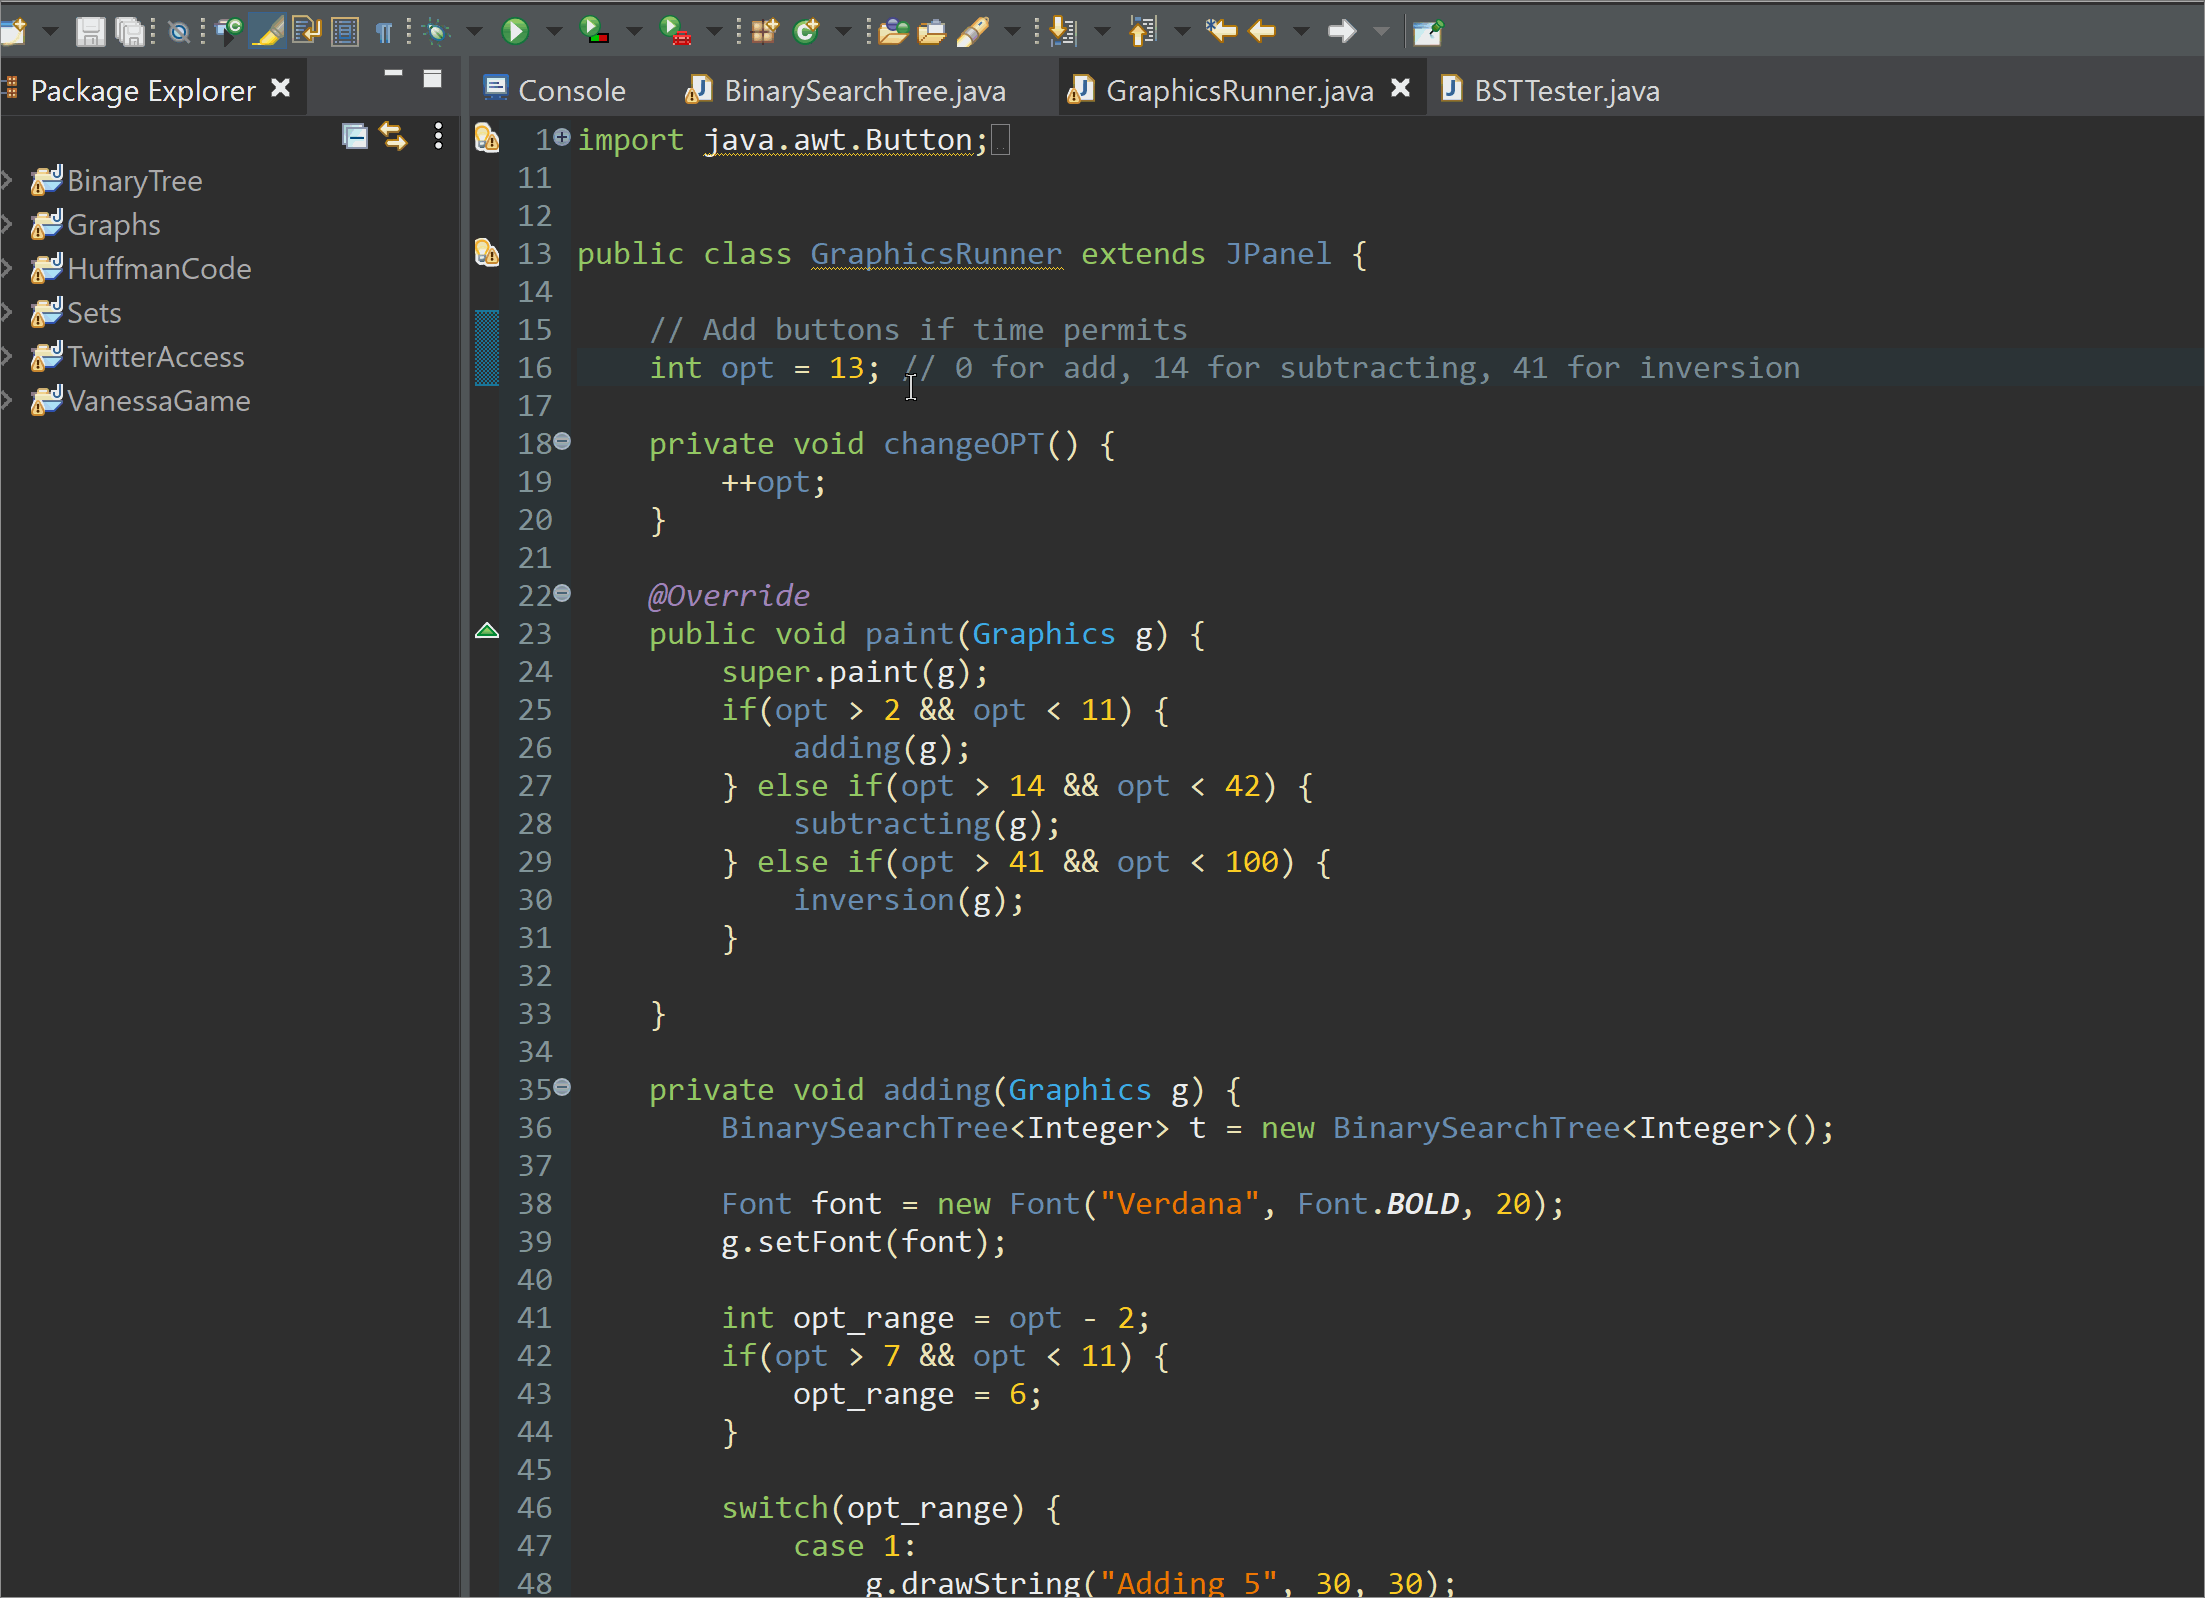 Package Explorer
Console
BinarySearchTree.java
GraphicsRunner.java
BSTTester.java
BinaryTree
Graphs
HuffmanCode
Sets
TwitterAccess
VanessaGame
1 import java.awt.Button;
11
12
13 public class GraphicsRunner extends JPanel {
14
15 // Add buttons if time permits
16 int opt = 13; // 0 for add, 14 for subtracting, 41 for inversion
17
18 private void changeOPT() {
19 ++opt;
20 }
21
22 @Override
23 public void paint(Graphics g) {
24 super.paint(g);
25 if(opt > 2 && opt < 11) {
26 adding(g);
27 } else if(opt > 14 && opt < 42) {
28 subtracting(g);
29 } else if(opt > 41 && opt < 100) {
30 inversion(g);
31 }
32
33 }
34
35 private void adding(Graphics g) {
36 BinarySearchTree<Integer> t = new BinarySearchTree<Integer>();
37
38 Font font = new Font("Verdana", Font.BOLD, 20);
39 g.setFont(font);
40
41 int opt_range = opt - 2;
42 if(opt > 7 && opt < 11) {
43 opt_range = 6;
44 }
45
46 switch(opt_range) {
47 case 1:
48 g.drawString("Adding 5", 30, 30);